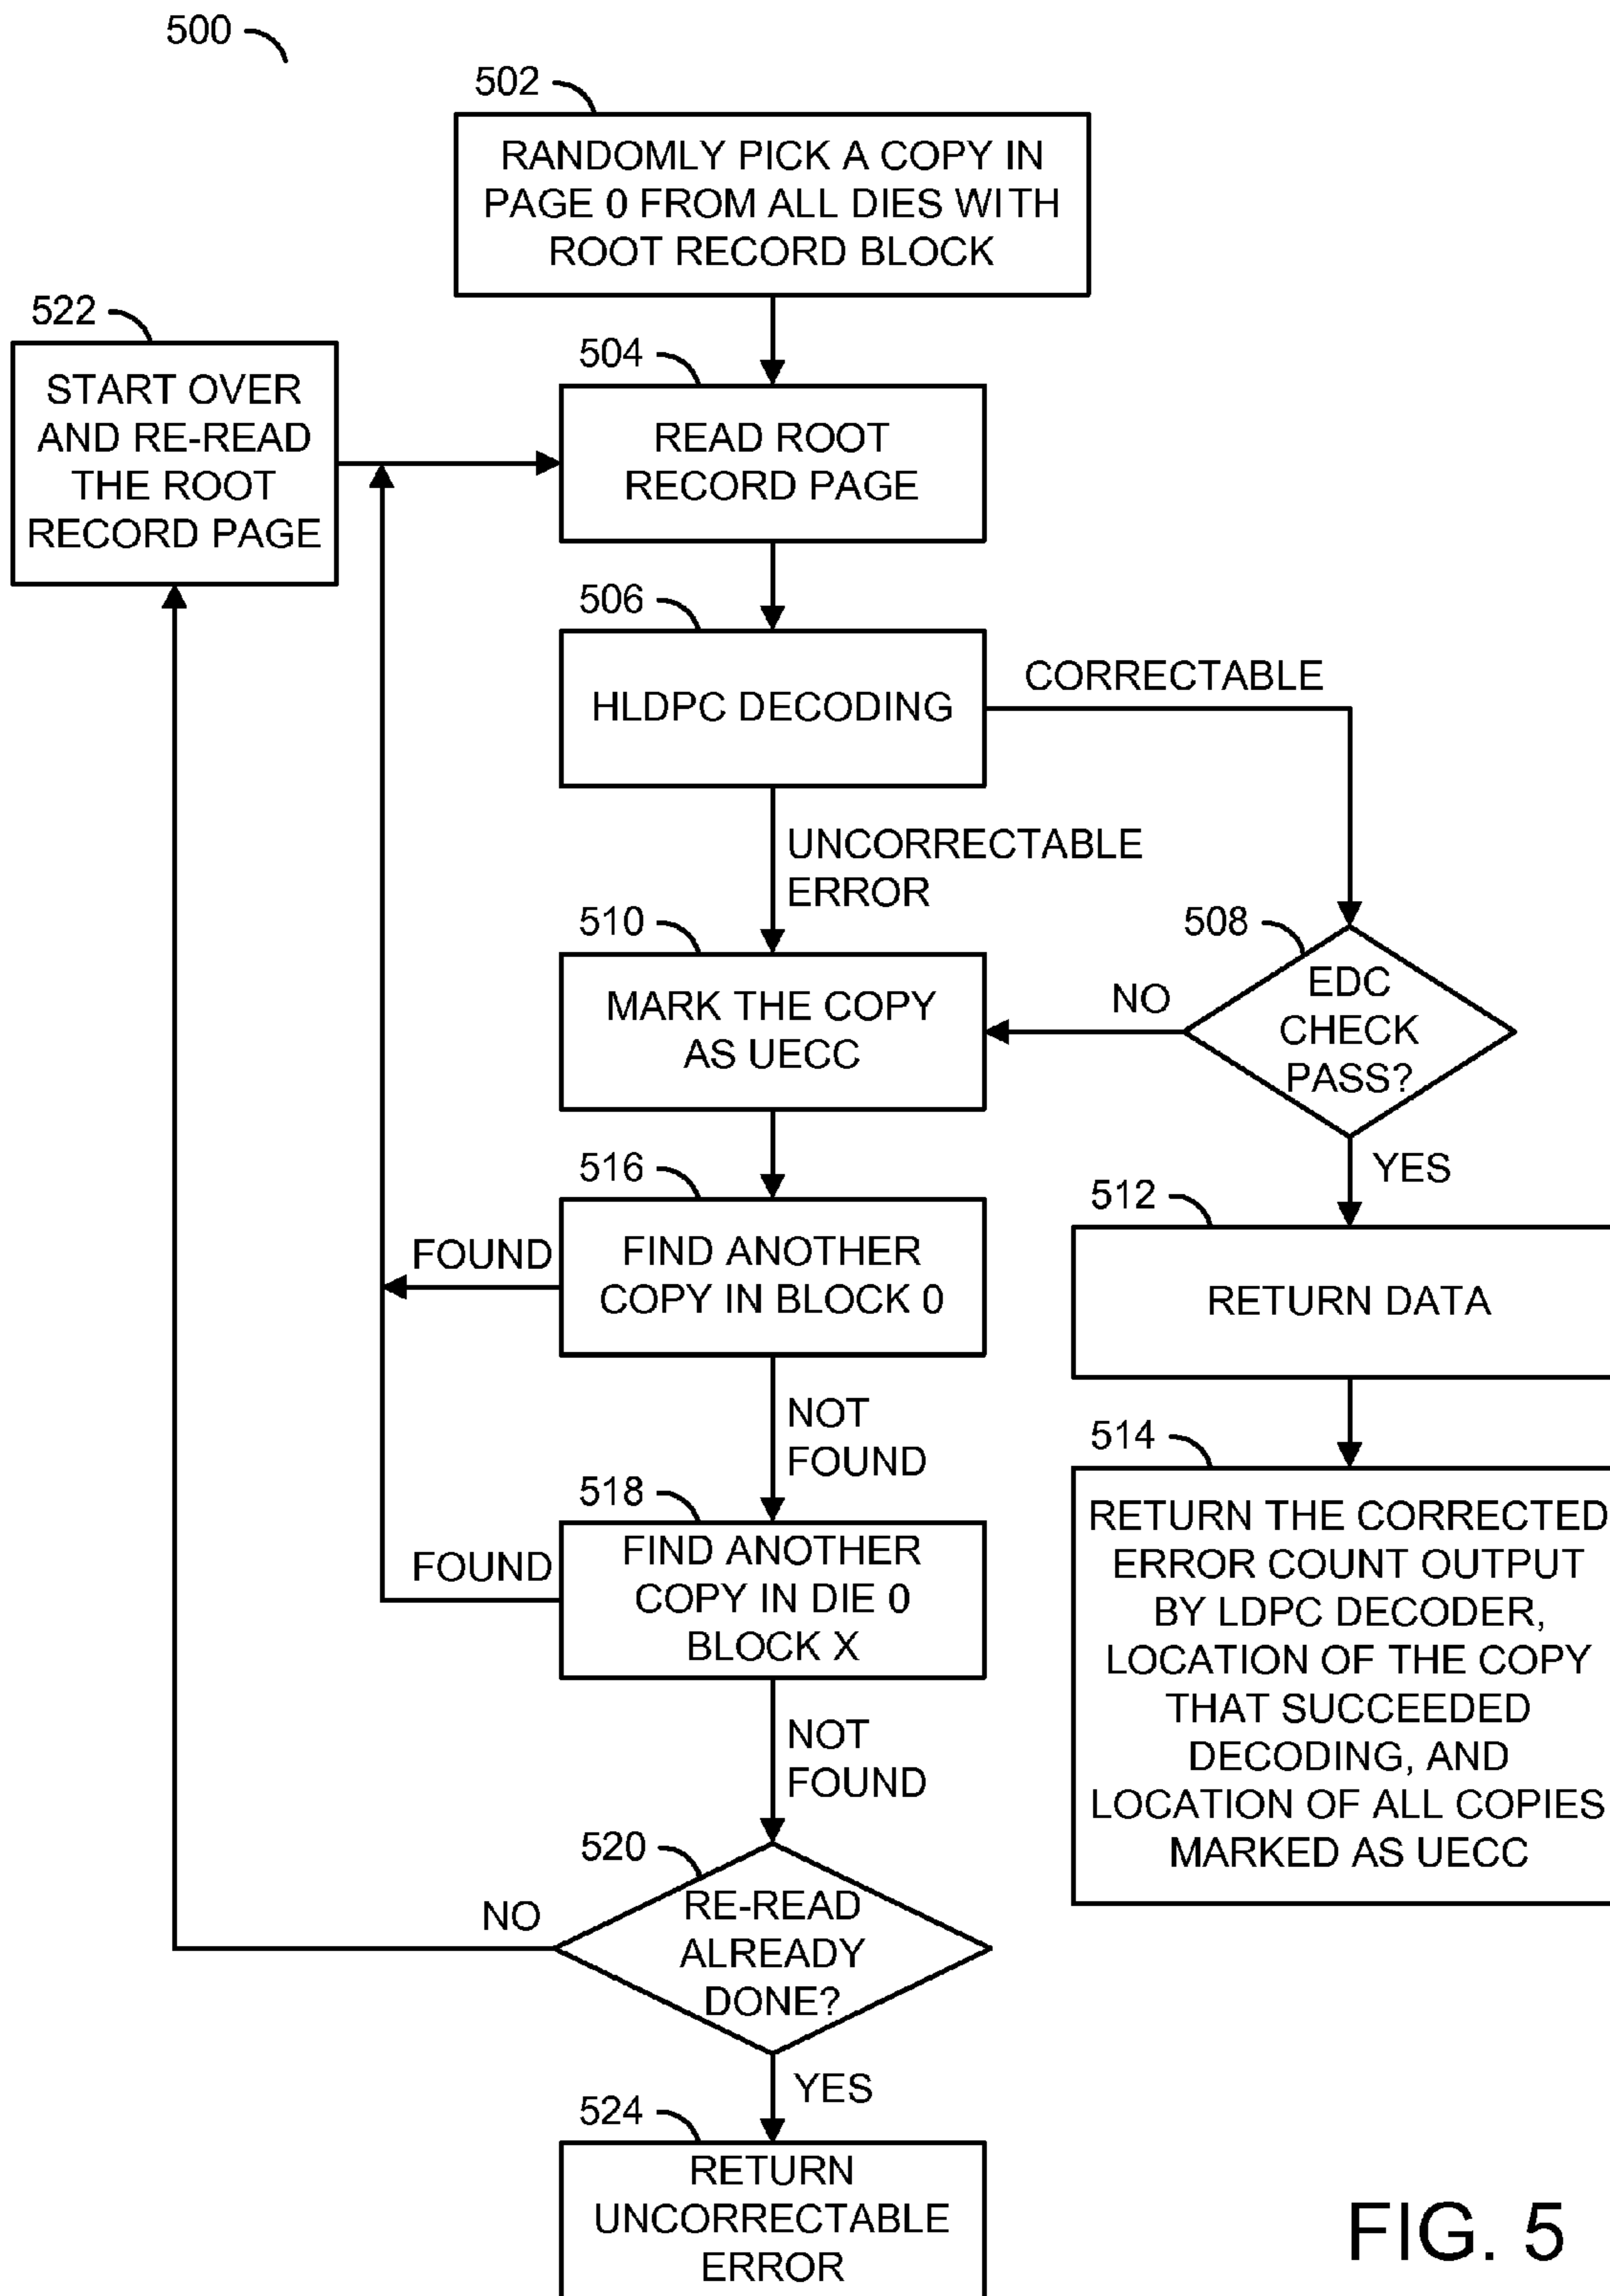 500
502
RANDOMLY PICK A COPY IN
PAGE 0 FROM ALL DIES WITH
ROOT RECORD BLOCK
522
START OVER
AND RE-READ
THE ROOT
RECORD PAGE
504
READ ROOT
RECORD PAGE
506
HLDPC DECODING
CORRECTABLE
UNCORRECTABLE
ERROR
508
EDC
CHECK
PASS?
NO
YES
510
MARK THE COPY
AS UECC
512
RETURN DATA
514
RETURN THE CORRECTED
ERROR COUNT OUTPUT
BY LDPC DECODER,
LOCATION OF THE COPY
THAT SUCCEEDED
DECODING, AND
LOCATION OF ALL COPIES
MARKED AS UECC
516
FIND ANOTHER
COPY IN BLOCK 0
FOUND
NOT
FOUND
518
FIND ANOTHER
COPY IN DIE 0
BLOCK X
FOUND
NOT
FOUND
520
RE-READ
ALREADY
DONE?
NO
YES
524
RETURN
UNCORRECTABLE
ERROR
FIG. 5